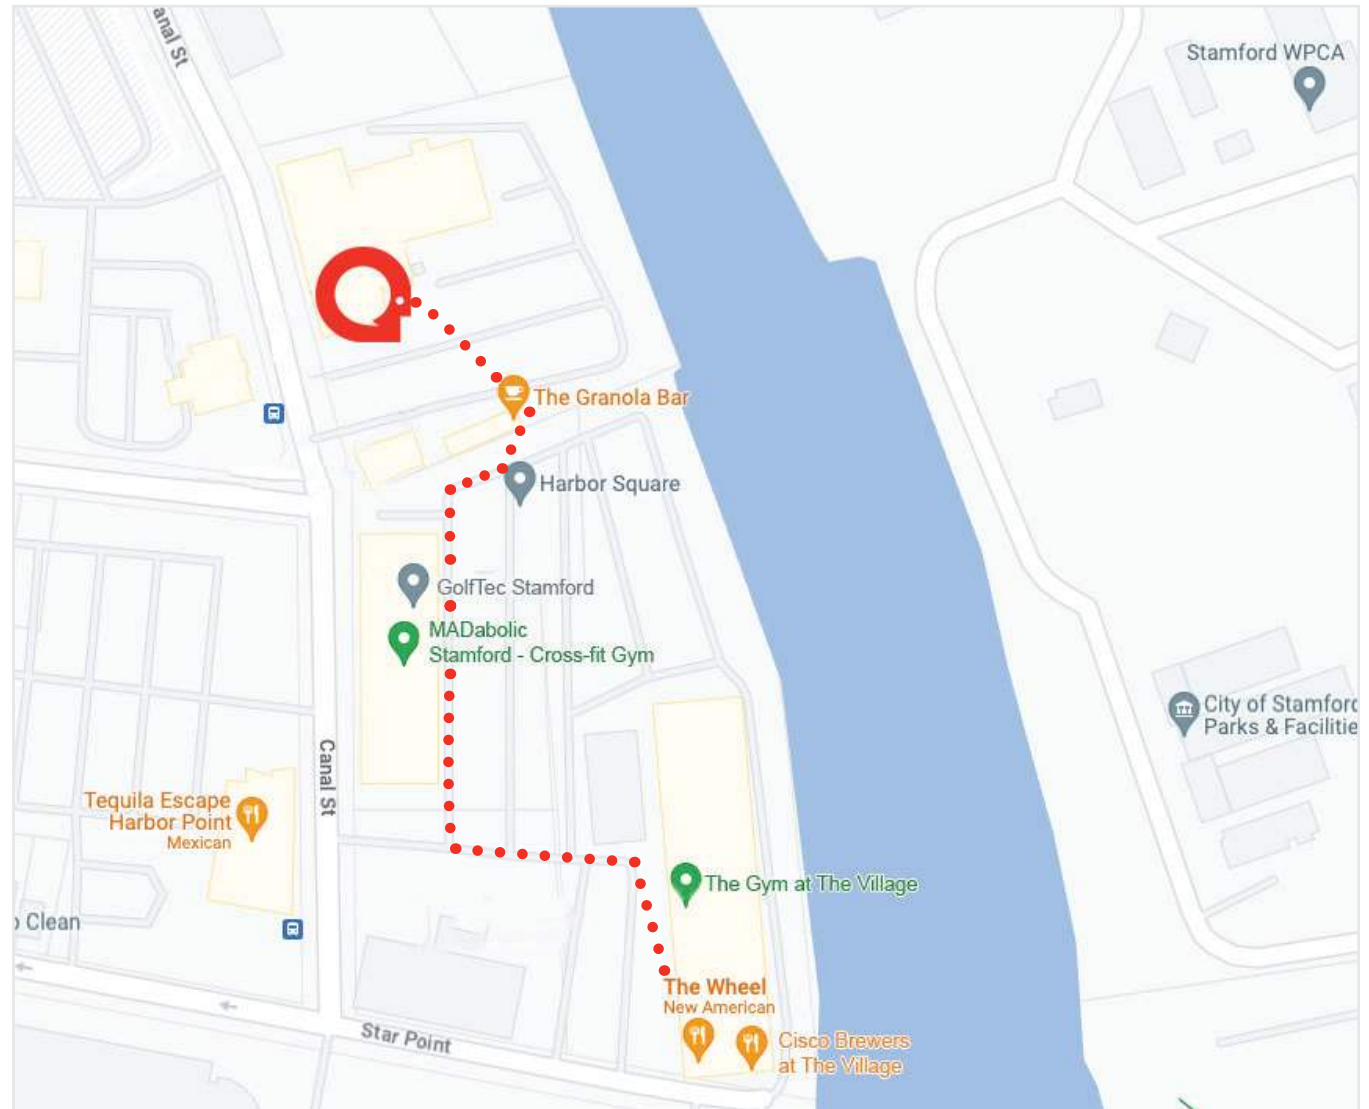 anal St
Stamford WPCA
The Granola Bar
Harbor Square
GolfTec Stamford
MADabolic
Stamford - Cross-fit Gym
City of Stamford
Parks & Facilitie
Canal St
Tequila Escape
Harbor Point
Mexican
The Gym at The Village
o Clean
The Wheel
New American
Star Point
Cisco Brewers
at The Village